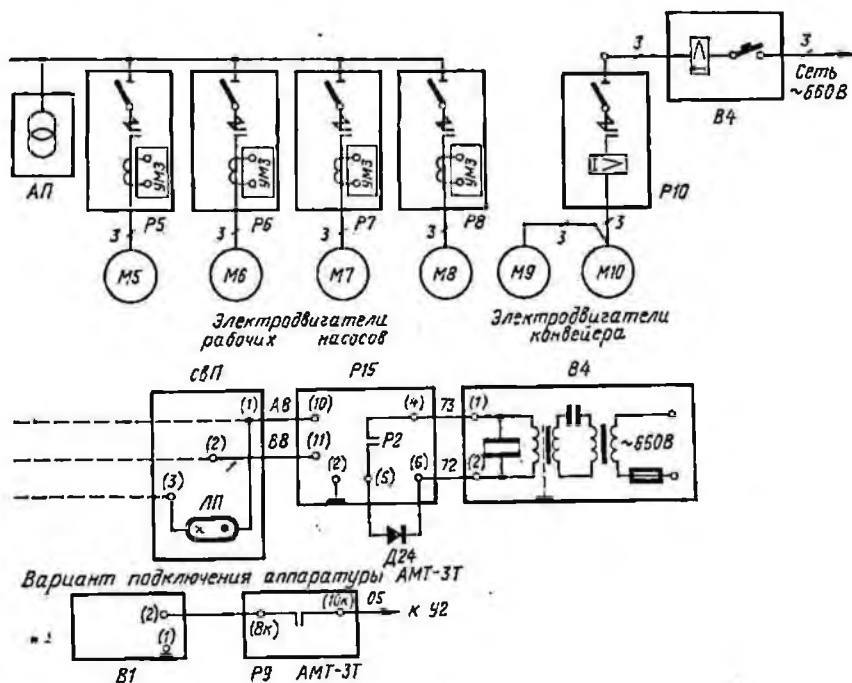 3
3
Сеть
~660В
В4
АП
УМЗ
УМЗ
УМЗ
УМЗ
Р5
Р6
Р7
Р8
Р10
3
3
3
3
3
3
М5
М6
М7
М8
М9
М10
Электродвигатели
рабочих насосов
Электродвигатели
конвейера
свП
Р15
В4
(1)
А8
(10)
(4)
73
(1)
(2)
В8
(11)
Р2
~660В
(3)
(2)
(5)
(6)
72
(2)
ЛП
Д24
Вариант подключения аппаратуры АМТ-3Т
(2)
(8к)
(10к)
05
к У2
(1)
В1
Р9
АМТ-3Т